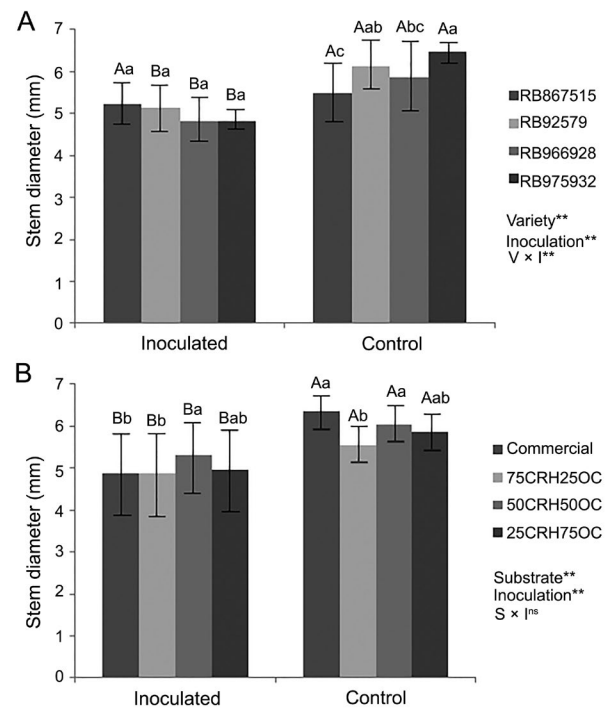 A
Stem diameter (mm)
7
6
5
4
3
2
1
0
Aa Ba Ba Ba
Ac Aab Abc Aa
Inoculated Control
RB867515
RB92579
RB966928
RB975932
Variety**
Inoculation**
V × I**
B
Stem diameter (mm)
7
6
5
4
3
2
1
0
Bb Bb Ba Bab
Aa Ab Aa Aab
Inoculated Control
Commercial
75CRH25OC
50CRH50OC
25CRH75OC
Substrate**
Inoculation**
S × Iⁿˢ